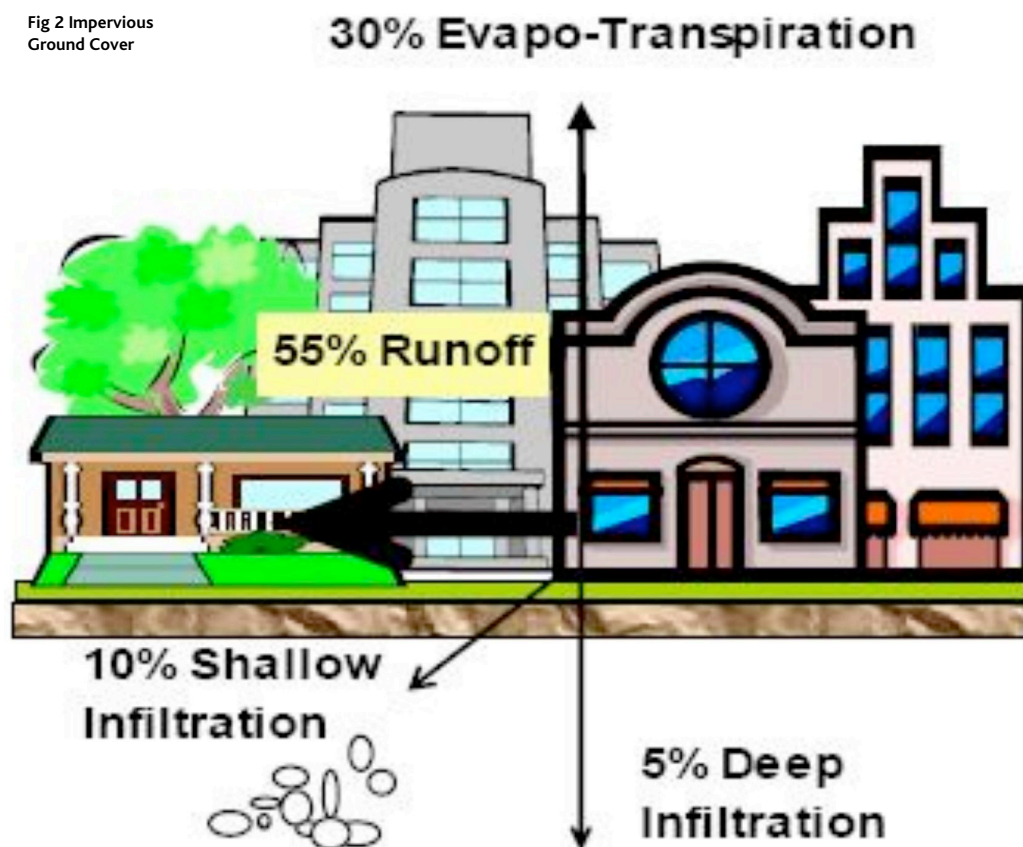 Fig 2 Impervious
Ground Cover
30% Evapo-Transpiration
55% Runoff
10% Shallow
Infiltration
5% Deep
Infiltration